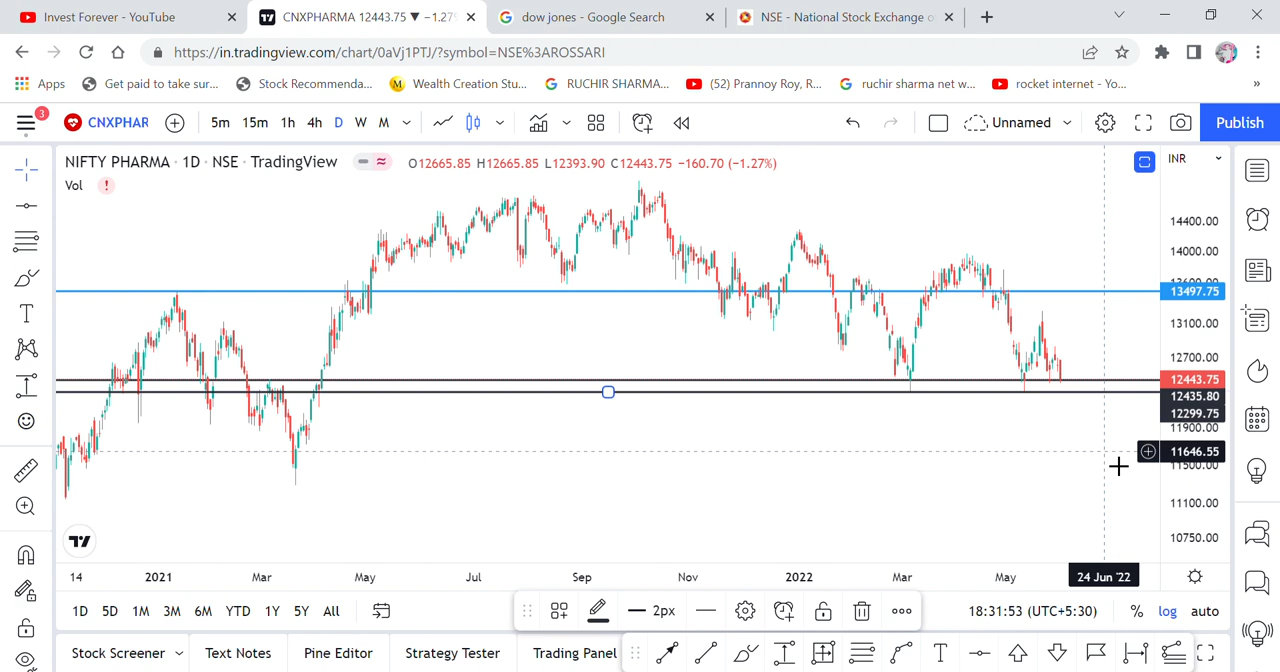 Invest Forever - YouTube
CNXPHARMA 12443.75 ▼ −1.27%
dow jones - Google Search
NSE - National Stock Exchange o
https://in.tradingview.com/chart/0aVj1PTJ/?symbol=NSE%3AROSSARI
Apps
Get paid to take sur...
Stock Recommenda...
Wealth Creation Stu...
RUCHIR SHARMA...
(52) Prannoy Roy, R...
ruchir sharma net w...
rocket internet - Yo...
»
3
CNXPHAR
5m 15m 1h 4h D W M
Unnamed
Publish
NIFTY PHARMA · 1D · NSE · TradingView
O12665.85 H12665.85 L12393.90 C12443.75 −160.70 (−1.27%)
INR
Vol !
14400.00
14000.00
13600.00
13497.75
13100.00
12700.00
12443.75
12435.80
12299.75
11900.00
11646.55
11500.00
11100.00
10750.00
14 2021 Mar May Jul Sep Nov 2022 Mar May 24 Jun '22
1D 5D 1M 3M 6M YTD 1Y 5Y All
2px
18:31:53 (UTC+5:30)
% log auto
Stock Screener
Text Notes
Pine Editor
Strategy Tester
Trading Panel